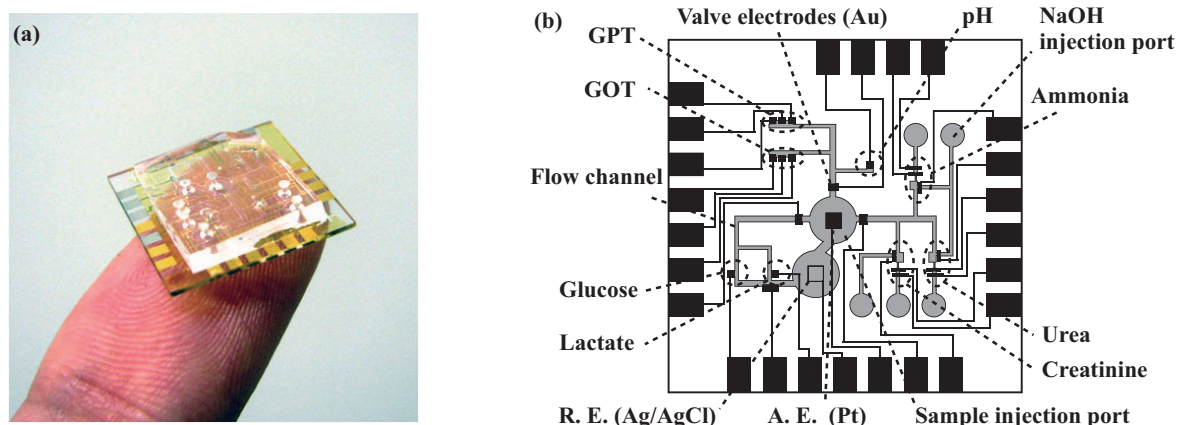 (a)
(b)
Valve electrodes (Au)
pH
NaOH
injection port
GPT
GOT
Ammonia
Flow channel
Glucose
Lactate
Urea
Creatinine
R. E. (Ag/AgCl)
A. E. (Pt)
Sample injection port